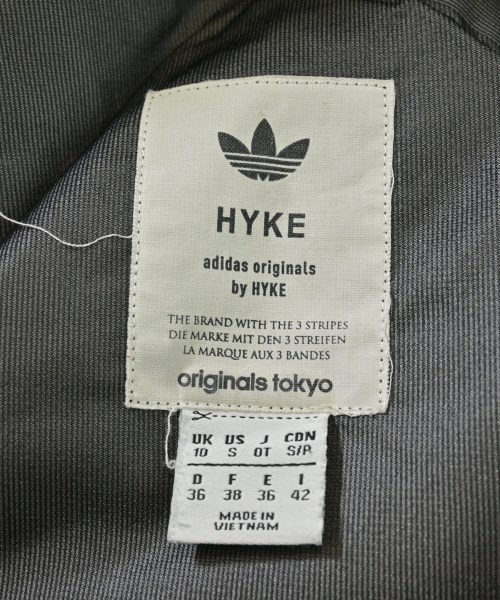 HYKE
adidas originals
by HYKE
THE BRAND WITH THE 3 STRIPES
DIE MARKE MIT DEN 3 STREIFEN
LA MARQUE AUX 3 BANDES
originals tokyo
UK US J CDN
10 S OT S/P
D F E I
36 38 36 42
MADE IN
VIETNAM